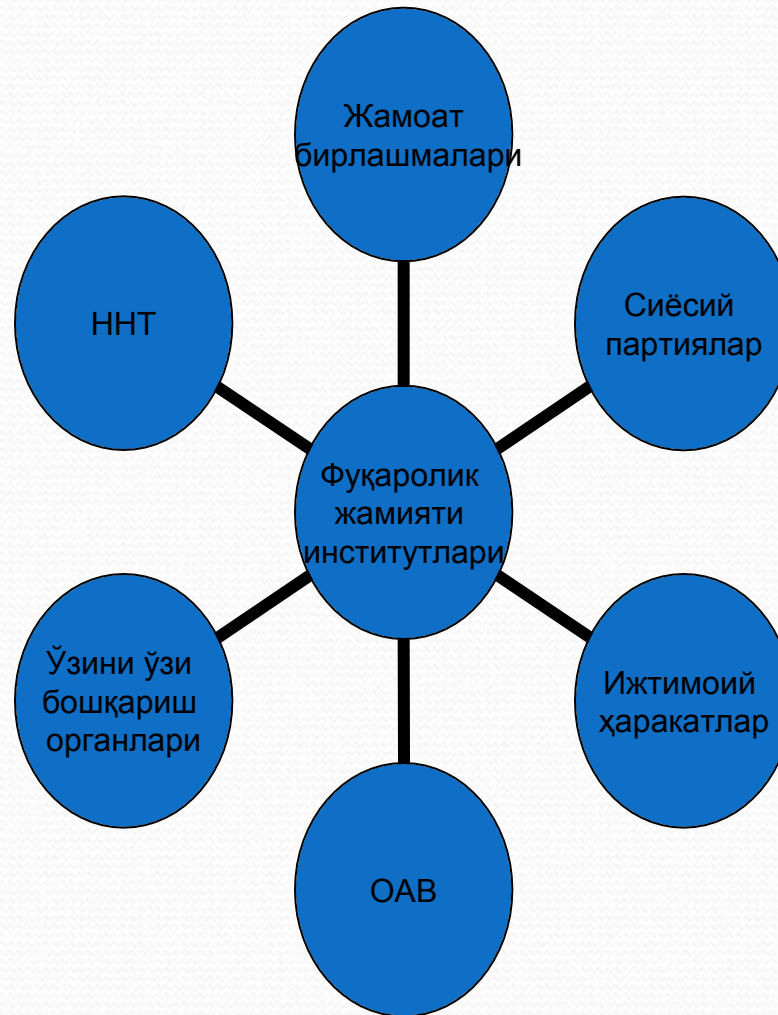 Жамоат
бирлашмалари
ННТ
Сиёсий
партиялар
Фуқаролик
жамияти
институтлари
Ўзини ўзи
бошқариш
органлари
Ижтимоий
ҳаракатлар
ОАВ